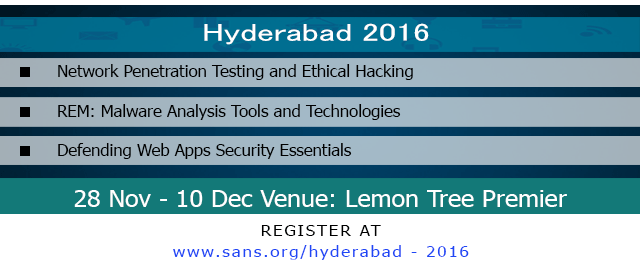 Hyderabad 2016
Network Penetration Testing and Ethical Hacking
REM: Malware Analysis Tools and Technologies
Defending Web Apps Security Essentials
28 Nov - 10 Dec Venue: Lemon Tree Premier
REGISTER AT
www.sans.org/hyderabad - 2016